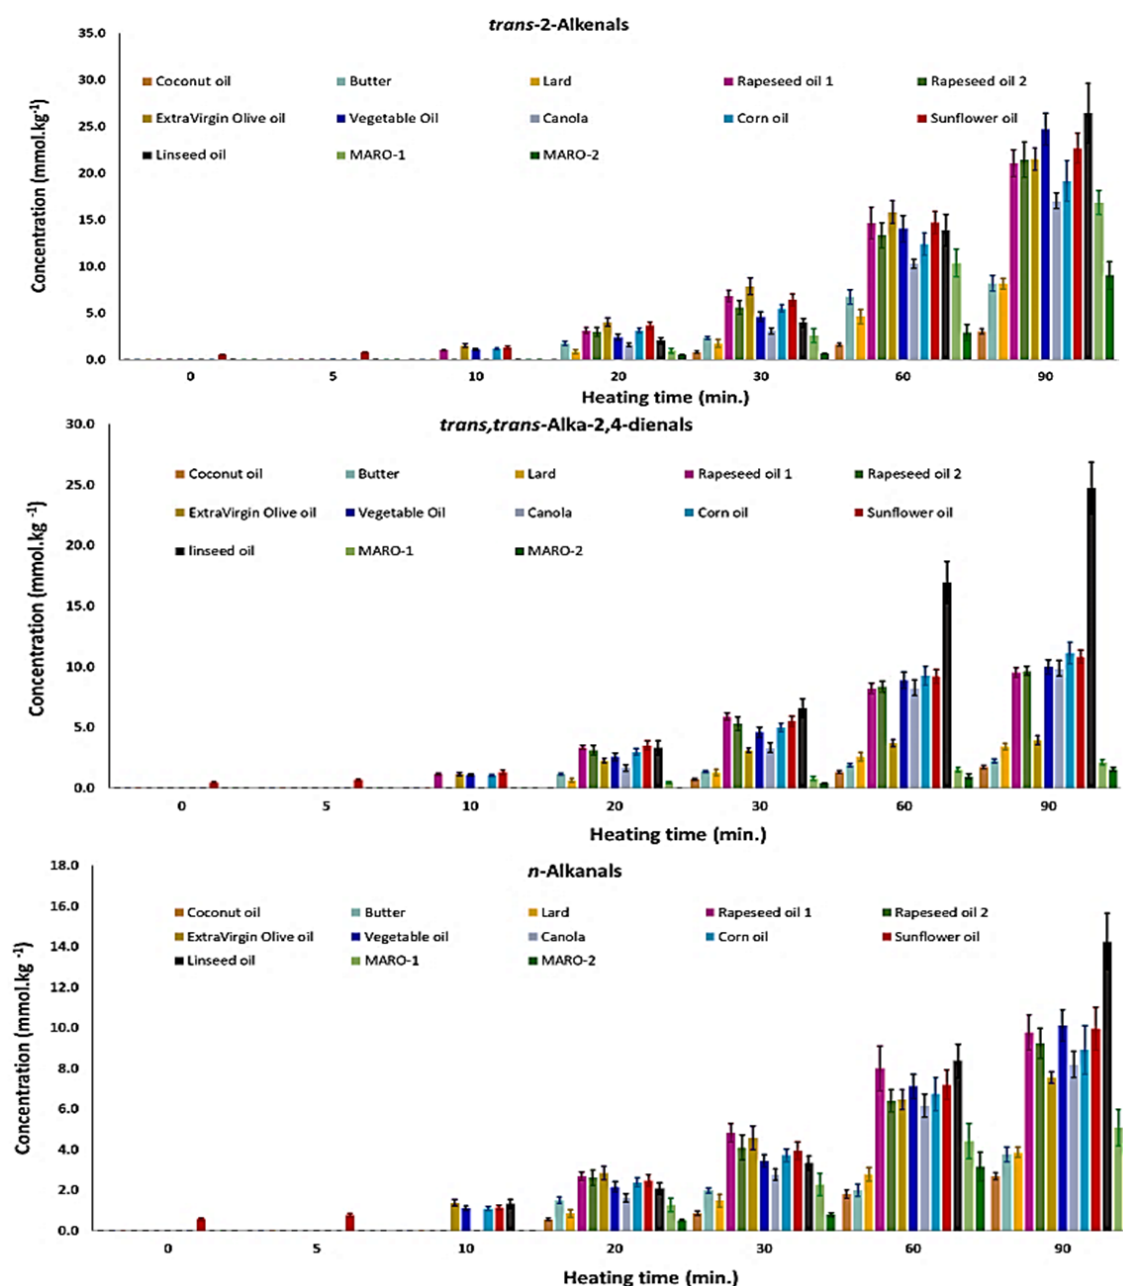 trans-2-Alkenals
35.0
30.0
25.0
20.0
15.0
10.0
5.0
0.0
Concentration (mmol.kg-1)
Coconut oil Butter Lard Rapeseed oil 1 Rapeseed oil 2
ExtraVirgin Olive oil Vegetable Oil Canola Corn oil Sunflower oil
Linseed oil MARO-1 MARO-2
0 5 10 20 30 60 90
Heating time (min.)
trans,trans-Alka-2,4-dienals
30.0
25.0
20.0
15.0
10.0
5.0
0.0
Concentration (mmol.kg -1)
Coconut oil Butter Lard Rapeseed oil 1 Rapeseed oil 2
ExtraVirgin Olive oil Vegetable Oil Canola Corn oil Sunflower oil
linseed oil MARO-1 MARO-2
0 5 10 20 30 60 90
Heating time (min.)
n-Alkanals
18.0
16.0
14.0
12.0
10.0
8.0
6.0
4.0
2.0
0.0
Concentration (mmol.kg -1)
Coconut oil Butter Lard Rapeseed oil 1 Rapeseed oil 2
ExtraVirgin Olive oil Vegetable oil Canola Corn oil Sunflower oil
Linseed oil MARO-1 MARO-2
0 5 10 20 30 60 90
Heating time (min.)